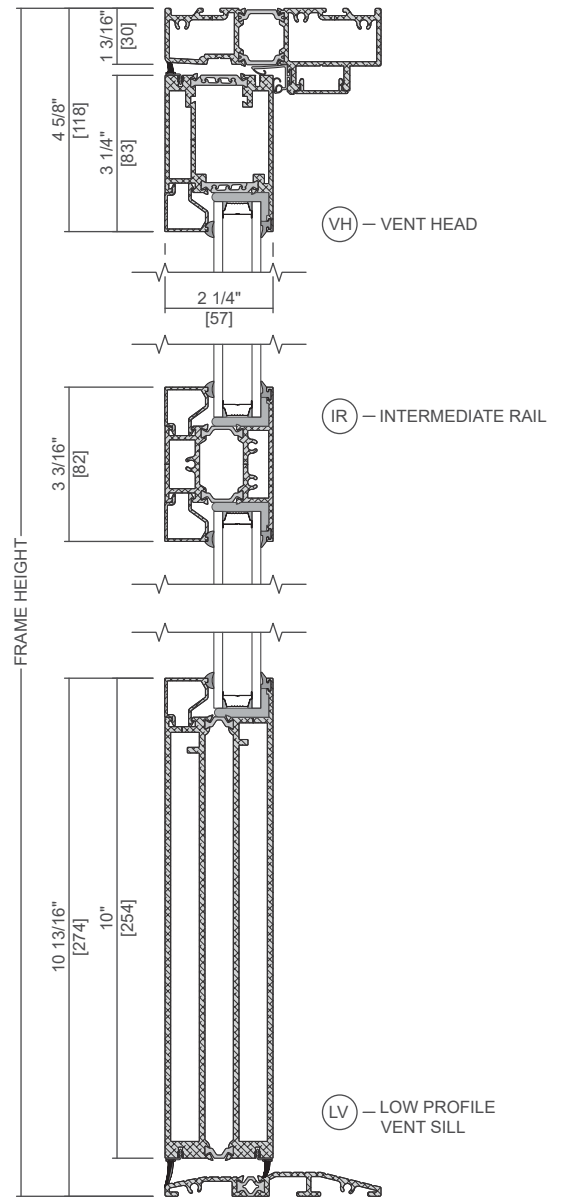 1 3/16"
[30]
4 5/8"
[118]
3 1/4"
[83]
VH – VENT HEAD
2 1/4"
[57]
IR – INTERMEDIATE RAIL
3 3/16"
[82]
FRAME HEIGHT
10 13/16"
[274]
10"
[254]
LV – LOW PROFILE
VENT SILL